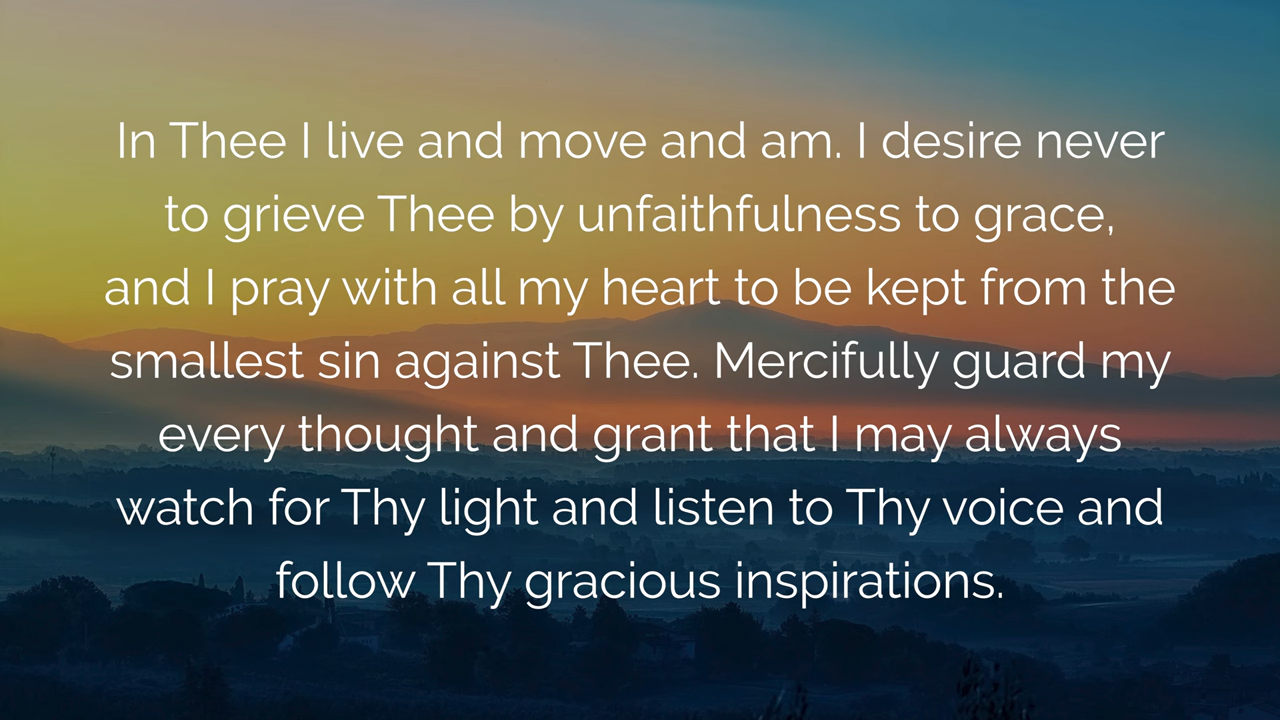 In Thee I live and move and am. I desire never
to grieve Thee by unfaithfulness to grace,
and I pray with all my heart to be kept from the
smallest sin against Thee. Mercifully guard my
every thought and grant that I may always
watch for Thy light and listen to Thy voice and
follow Thy gracious inspirations.